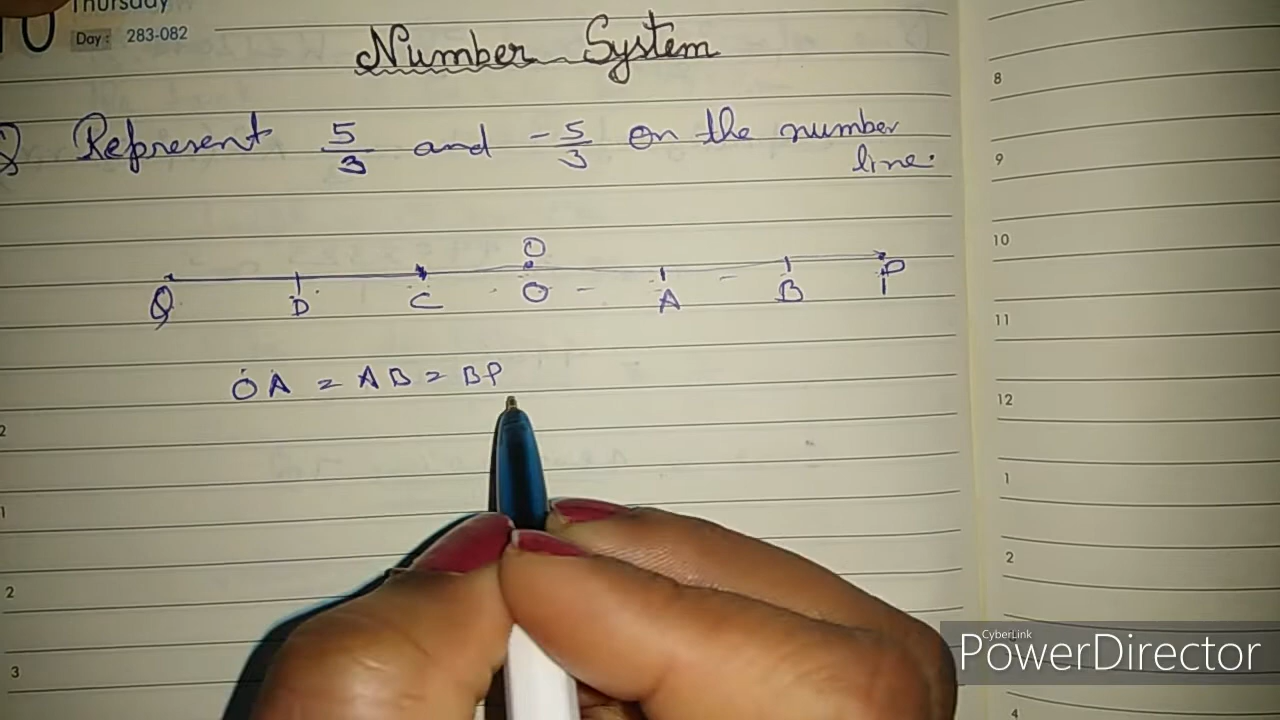 Thursday
10
Day: 283-082
Number System
Q Represent 5/3 and -5/3 on the number
line.
O
Q D C O A B P
OA = AB = BP
8
9
10
11
12
1
2
4
2
1
2
3
CyberLink
PowerDirector